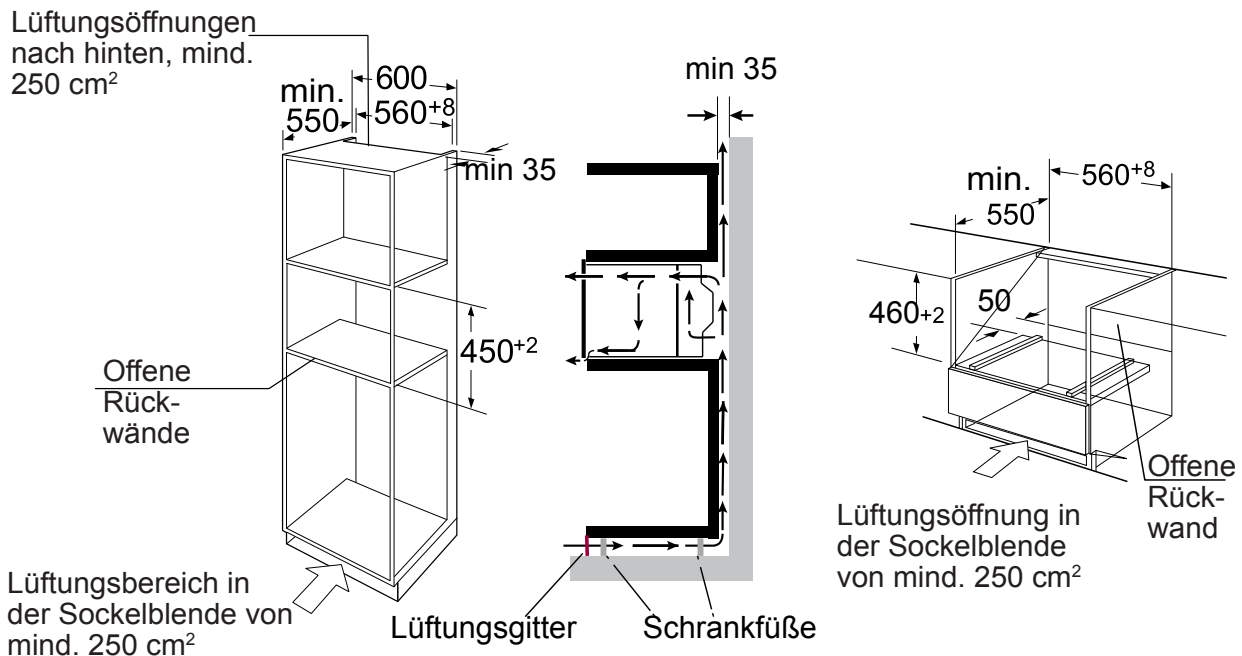 Lüftungsöffnungen
nach hinten, mind.
250 cm²
600
min.
550
560+8
min 35
450+2
Offene
Rück-
wände
Lüftungsbereich in
der Sockelblende von
mind. 250 cm²
min 35
Lüftungsgitter
Schrankfüße
min.
550
560+8
460+2
50
Offene
Rück-
wand
Lüftungsöffnung in
der Sockelblende
von mind. 250 cm²